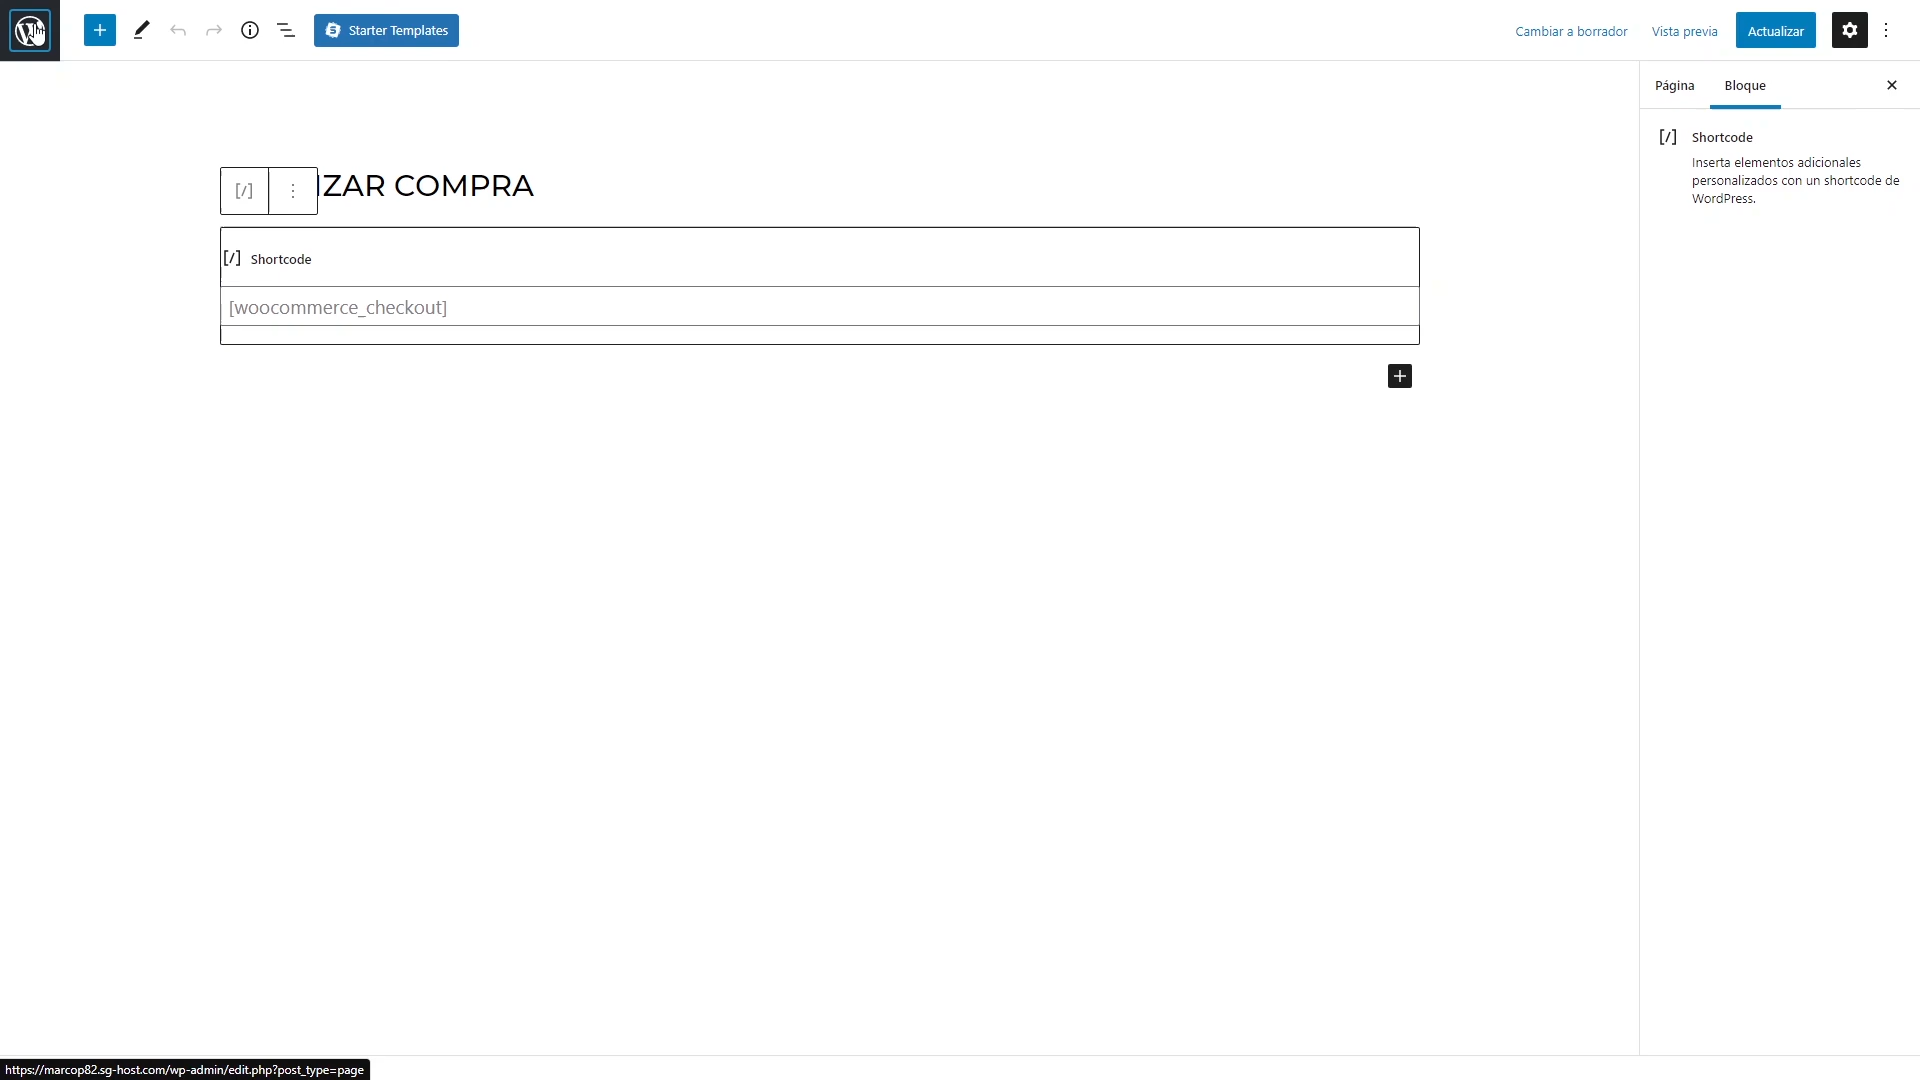 Starter Templates
Cambiar a borrador
Vista previa
Actualizar
Página
Bloque
[/] Shortcode
Inserta elementos adicionales
personalizados con un shortcode de
WordPress.
[/]
IZAR COMPRA
[/] Shortcode
[woocommerce_checkout]
https://marcop82.sg-host.com/wp-admin/edit.php?post_type=page